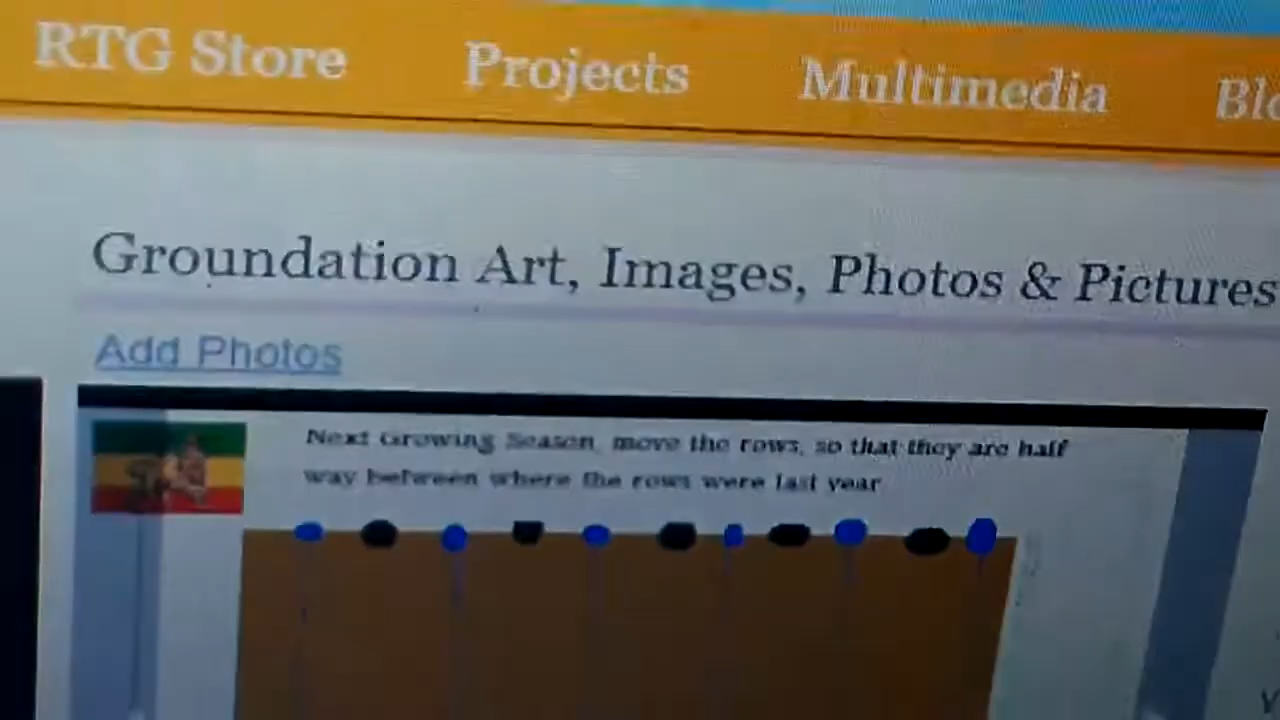 RTG Store Projects Multimedia
Groundation Art, Images, Photos & Pictures
Add Photos
Next Growing Season, move the rows, so that they are half
way between where the rows were last year